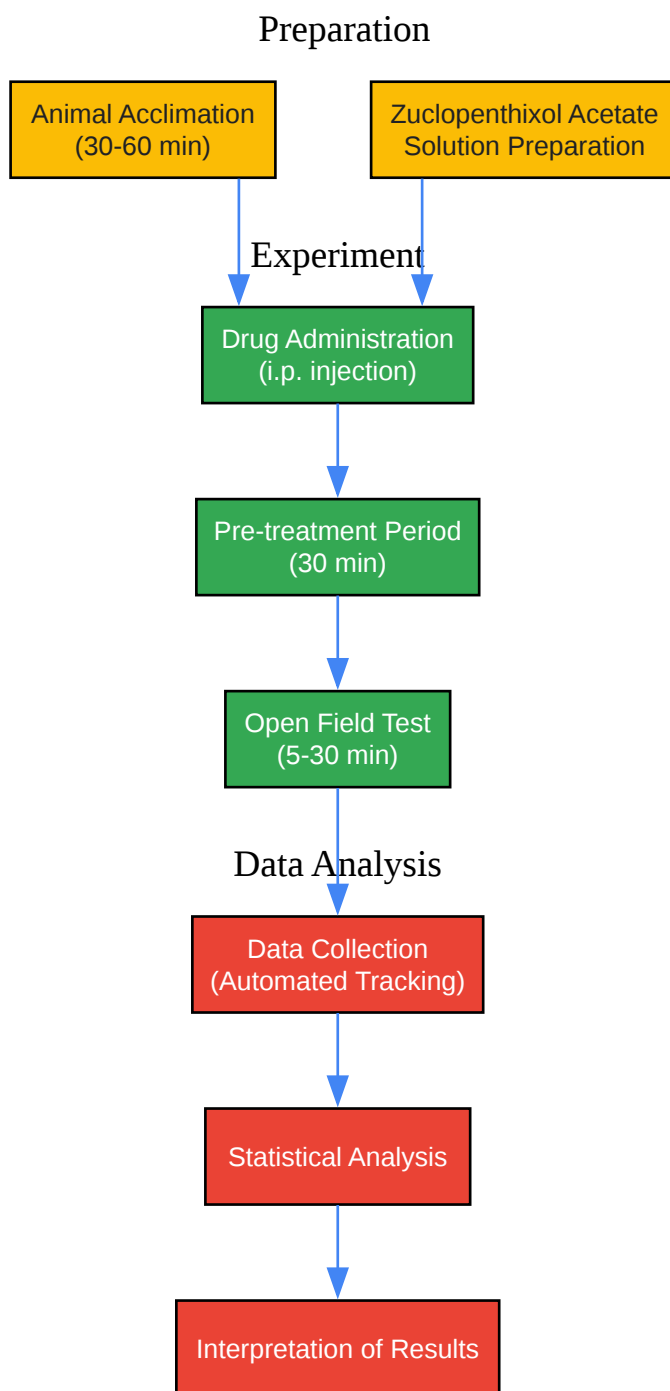 Preparation
Animal Acclimation
(30-60 min)
Zuclopenthixol Acetate
Solution Preparation
Experiment
Drug Administration
(i.p. injection)
Pre-treatment Period
(30 min)
Open Field Test
(5-30 min)
Data Analysis
Data Collection
(Automated Tracking)
Statistical Analysis
Interpretation of Results